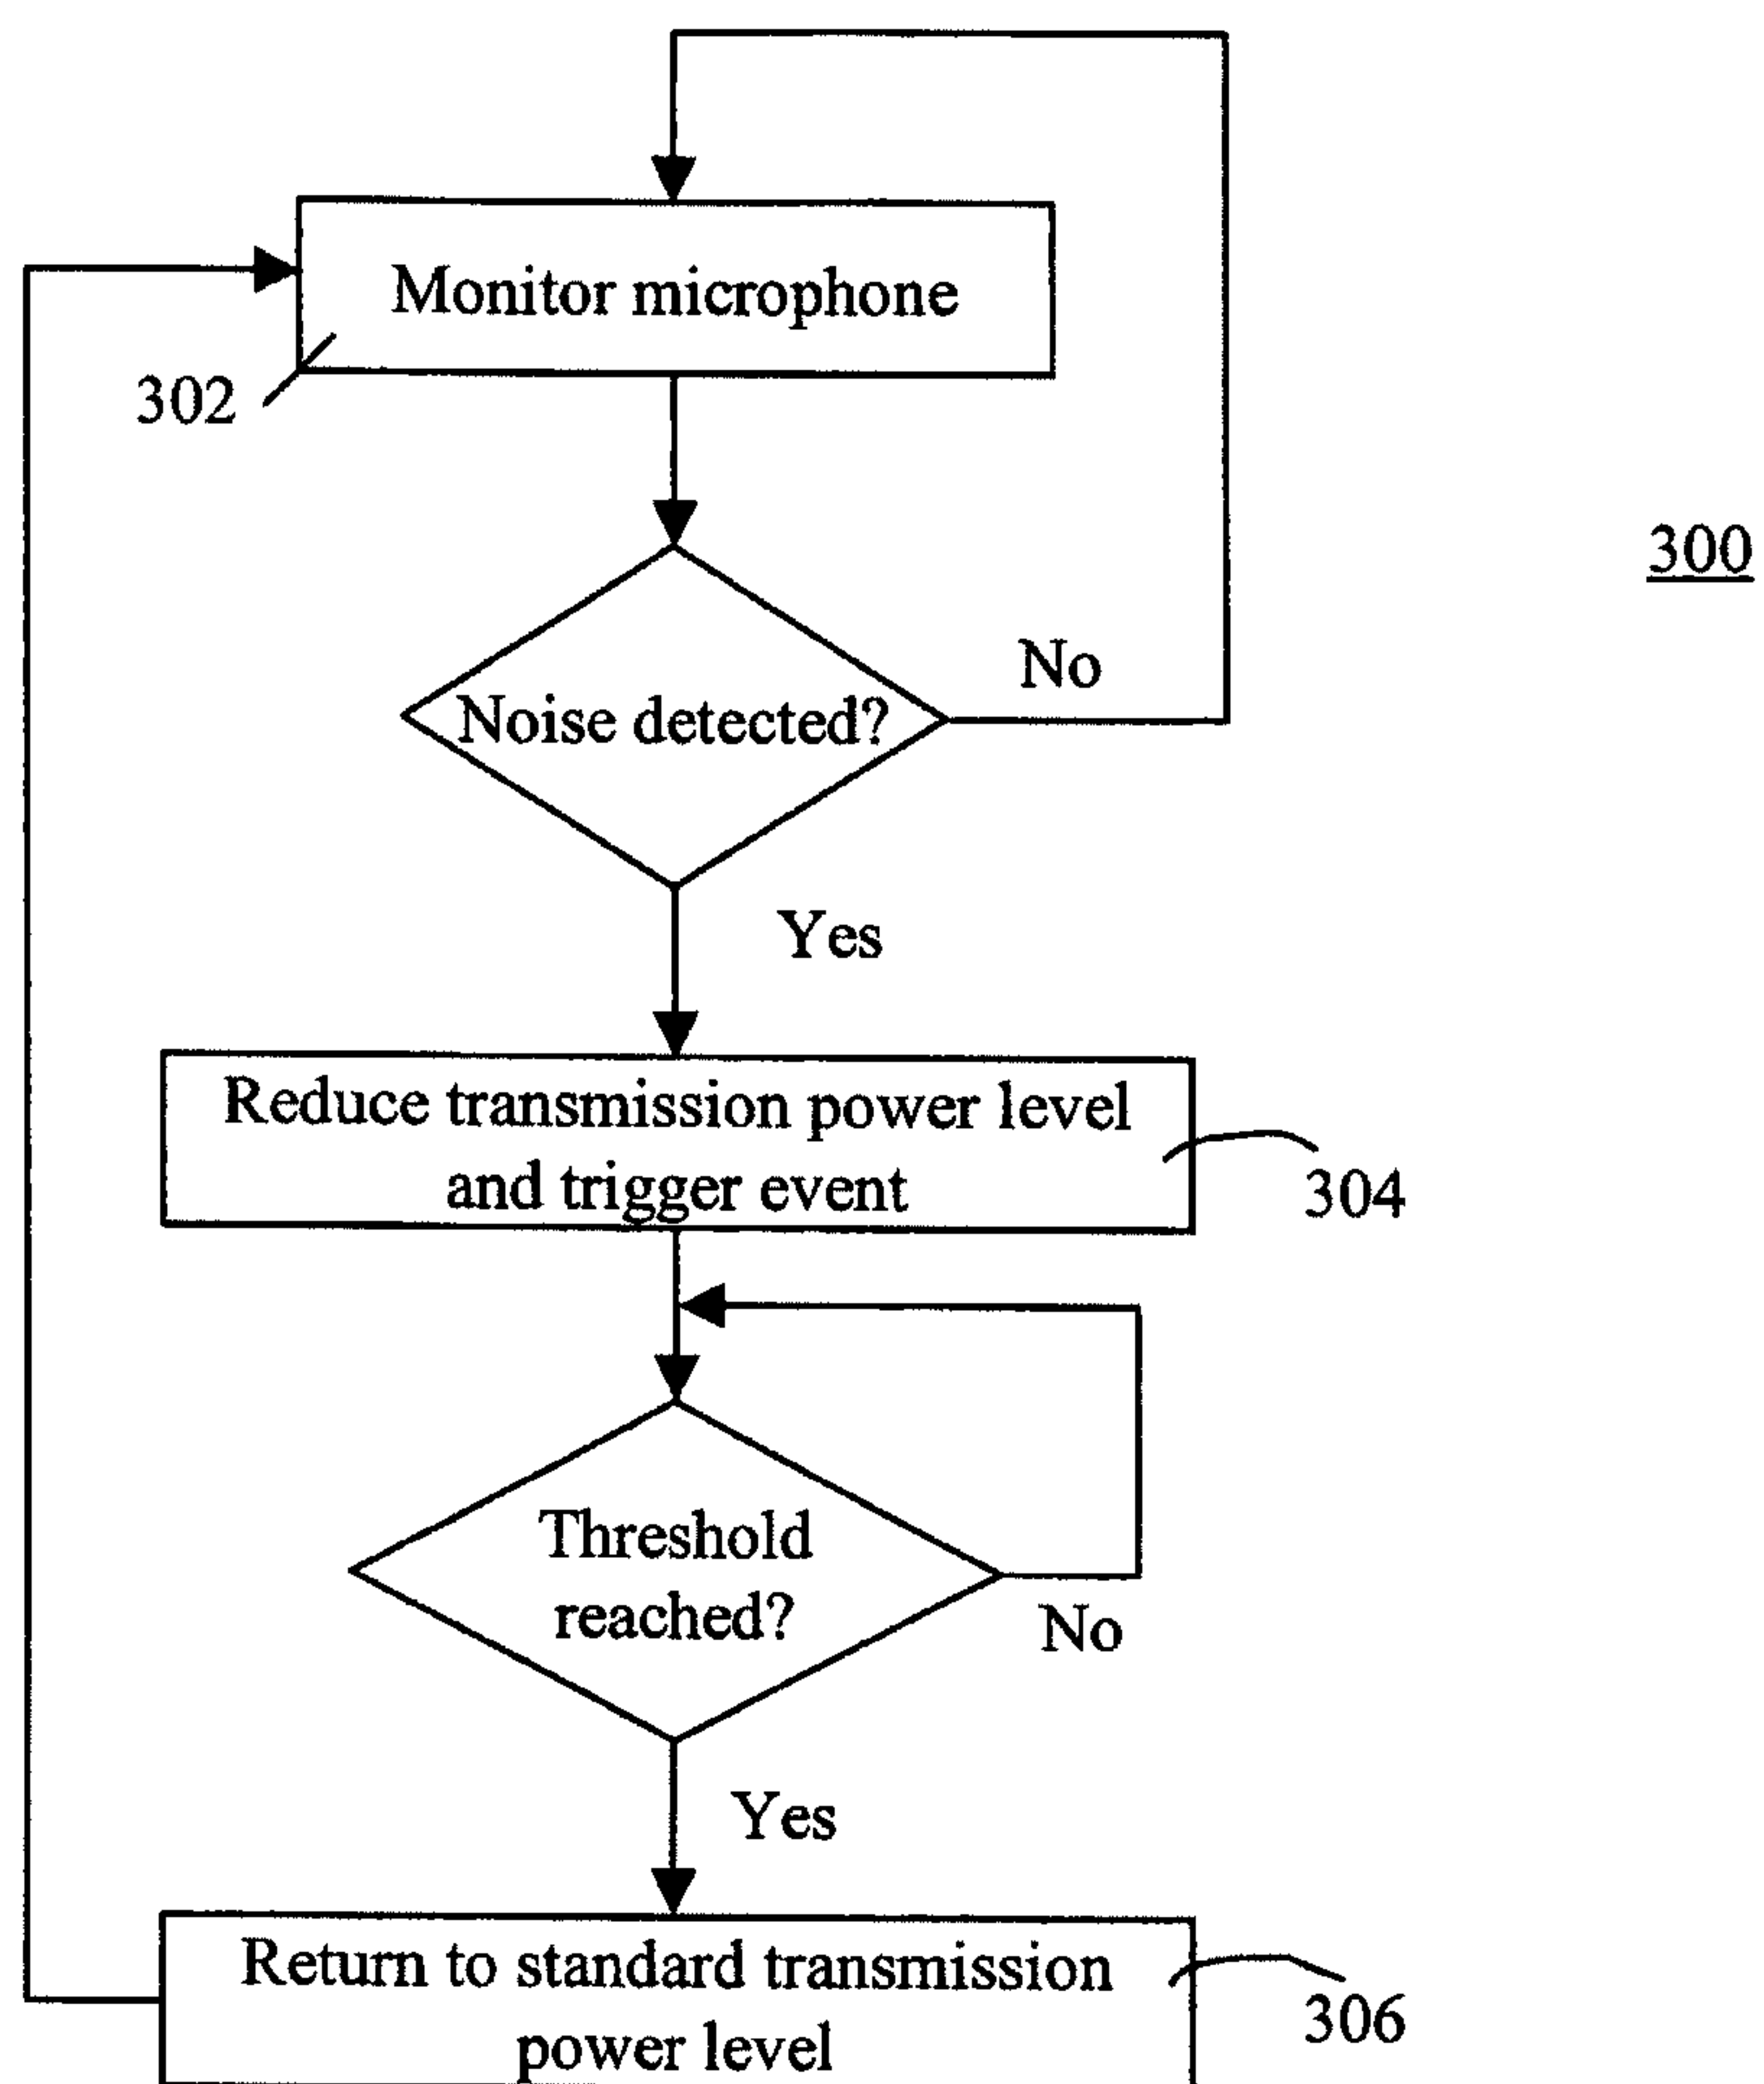 Monitor microphone
302
300
Noise detected?
No
Yes
Reduce transmission power level
and trigger event
304
Threshold
reached?
No
Yes
Return to standard transmission
power level
306